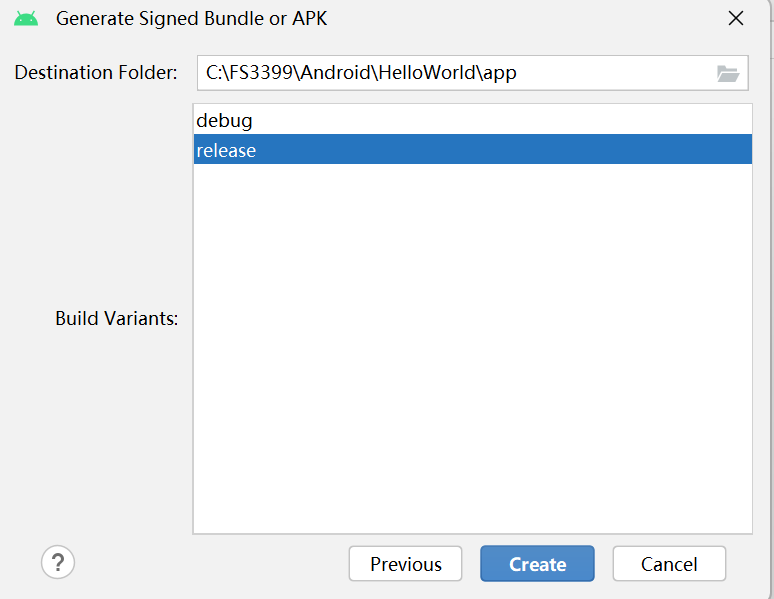 Generate Signed Bundle or APK
Destination Folder: C:\FS3399\Android\HelloWorld\app
debug
release
Build Variants:
?
Previous Create Cancel